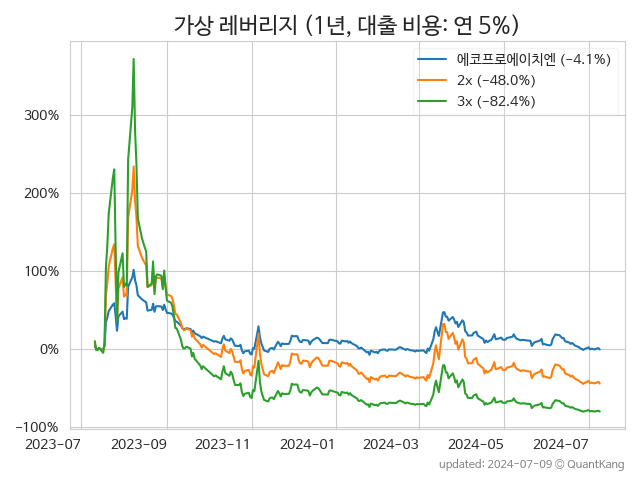 가상 레버리지 (1년, 대출 비용: 연 5%)
에코프로에이치엔 (−4.1%)
2x (−48.0%)
3x (−82.4%)
300%
200%
100%
0%
−100%
2023-07 2023-09 2023-11 2024-01 2024-03 2024-05 2024-07
updated: 2024-07-09 ⓒ QuantKang